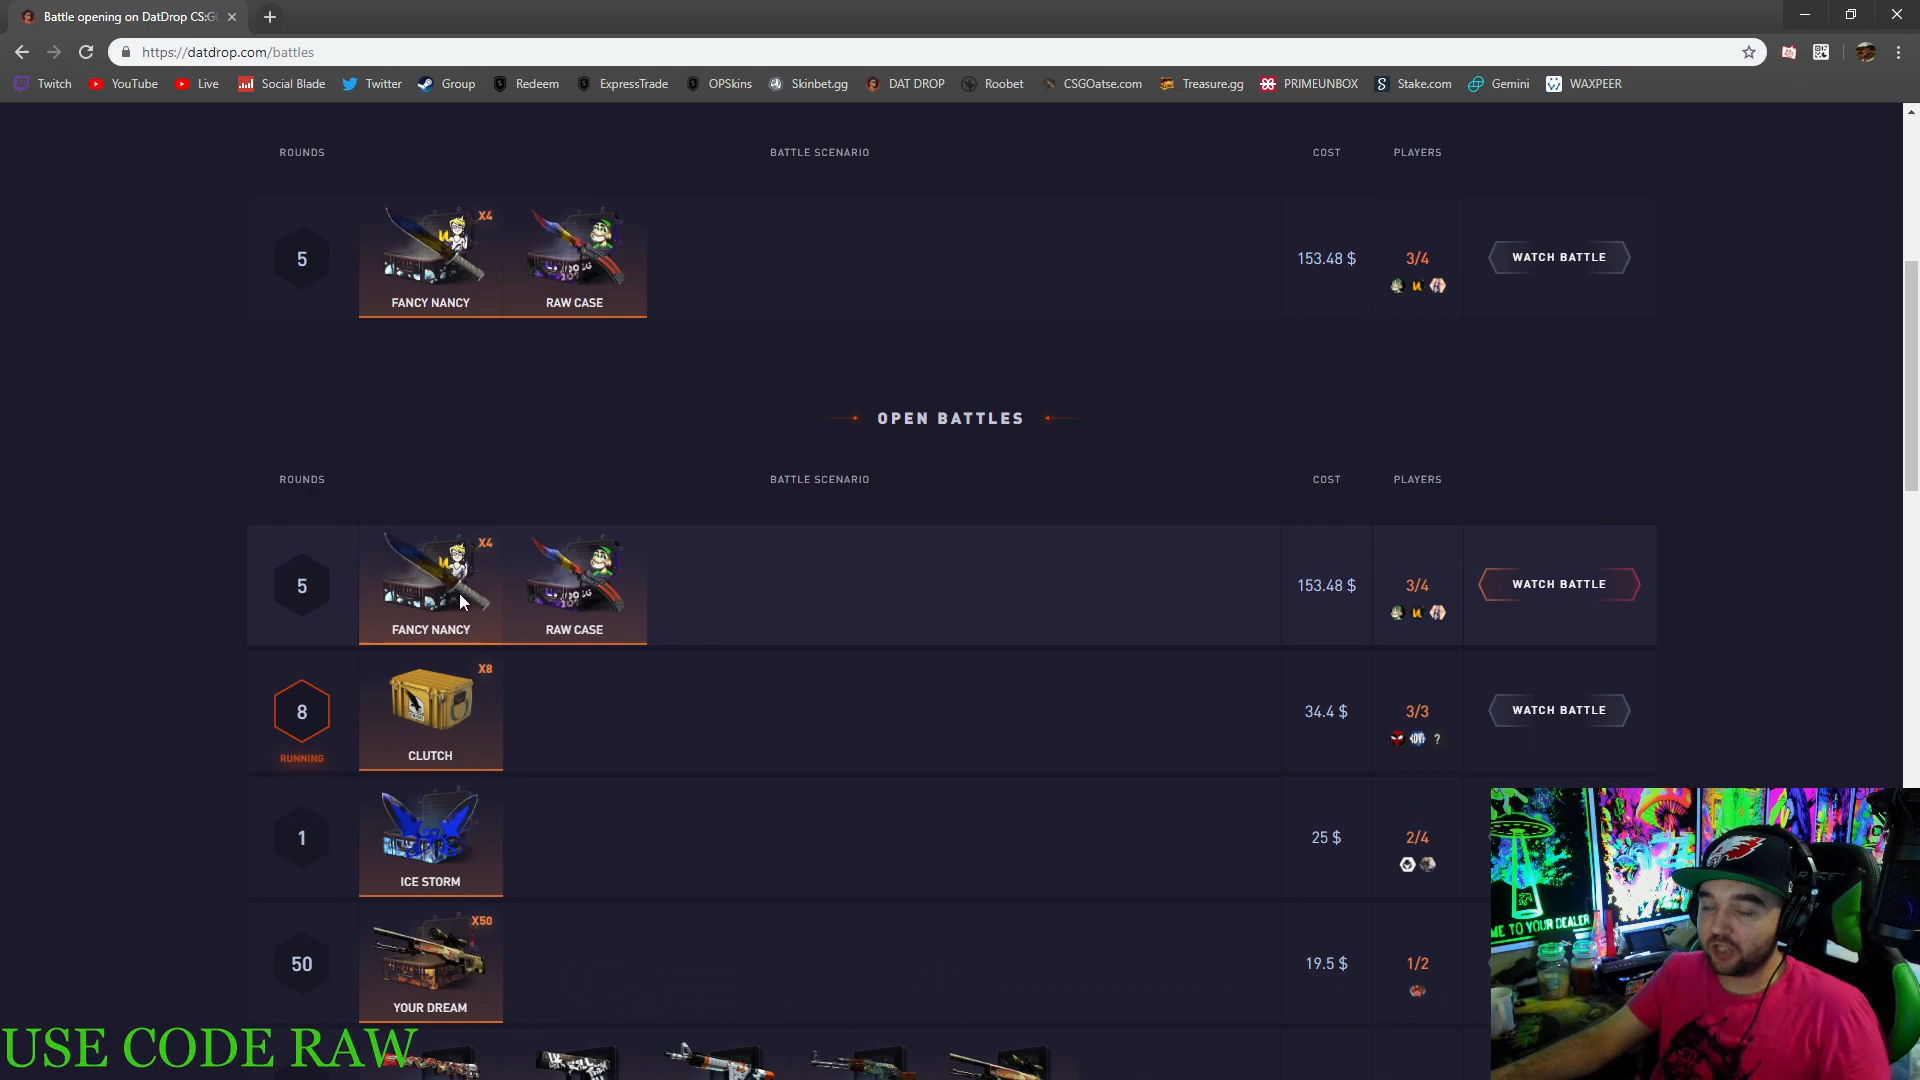 Battle opening on DatDrop CS:G
https://datdrop.com/battles
Twitch YouTube Live Social Blade Twitter Group Redeem ExpressTrade OPSkins Skinbet.gg DAT DROP Roobet CSGOatse.com Treasure.gg PRIMEUNBOX Stake.com Gemini WAXPEER
ROUNDS BATTLE SCENARIO COST PLAYERS
X4
5 153.48 $ 3/4 WATCH BATTLE
FANCY NANCY RAW CASE
OPEN BATTLES
ROUNDS BATTLE SCENARIO COST PLAYERS
X4
5 153.48 $ 3/4 WATCH BATTLE
FANCY NANCY RAW CASE
X8
8 34.4 $ 3/3 WATCH BATTLE
?
RUNNING CLUTCH
1 25 $ 2/4
ICE STORM
X50
50 19.5 $ 1/2
YOUR DREAM
ME TO YOUR DEALER
USE CODE RAW